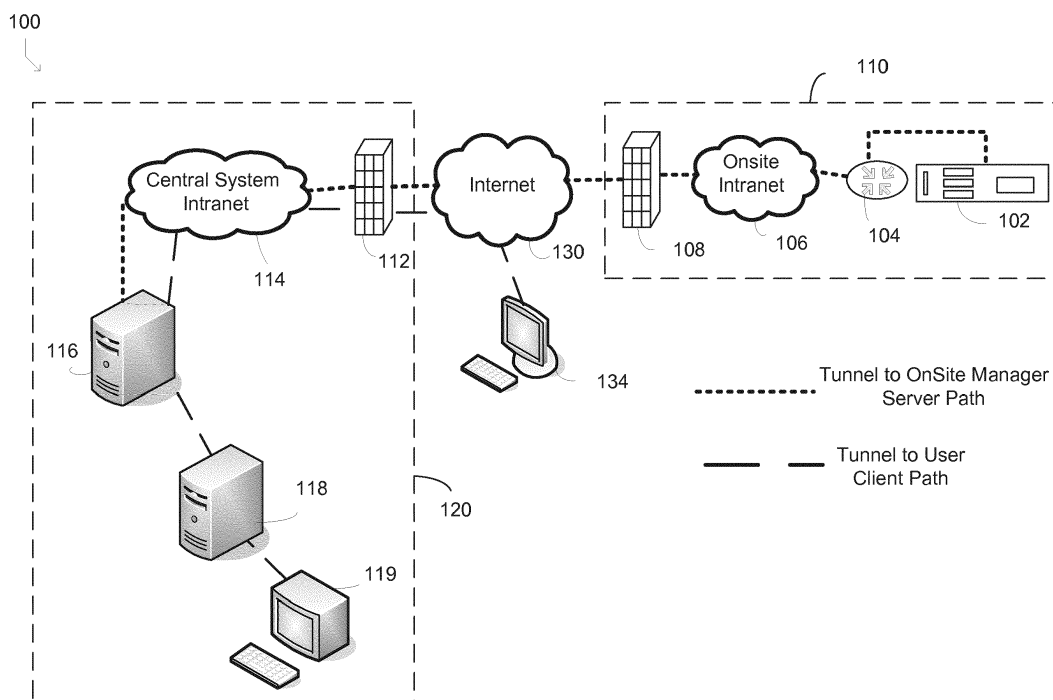 100
110
Central System
Intranet
Internet
Onsite
Intranet
114
112
130
108
106
104
102
116
134
Tunnel to OnSite Manager
Server Path
Tunnel to User
Client Path
118
120
119